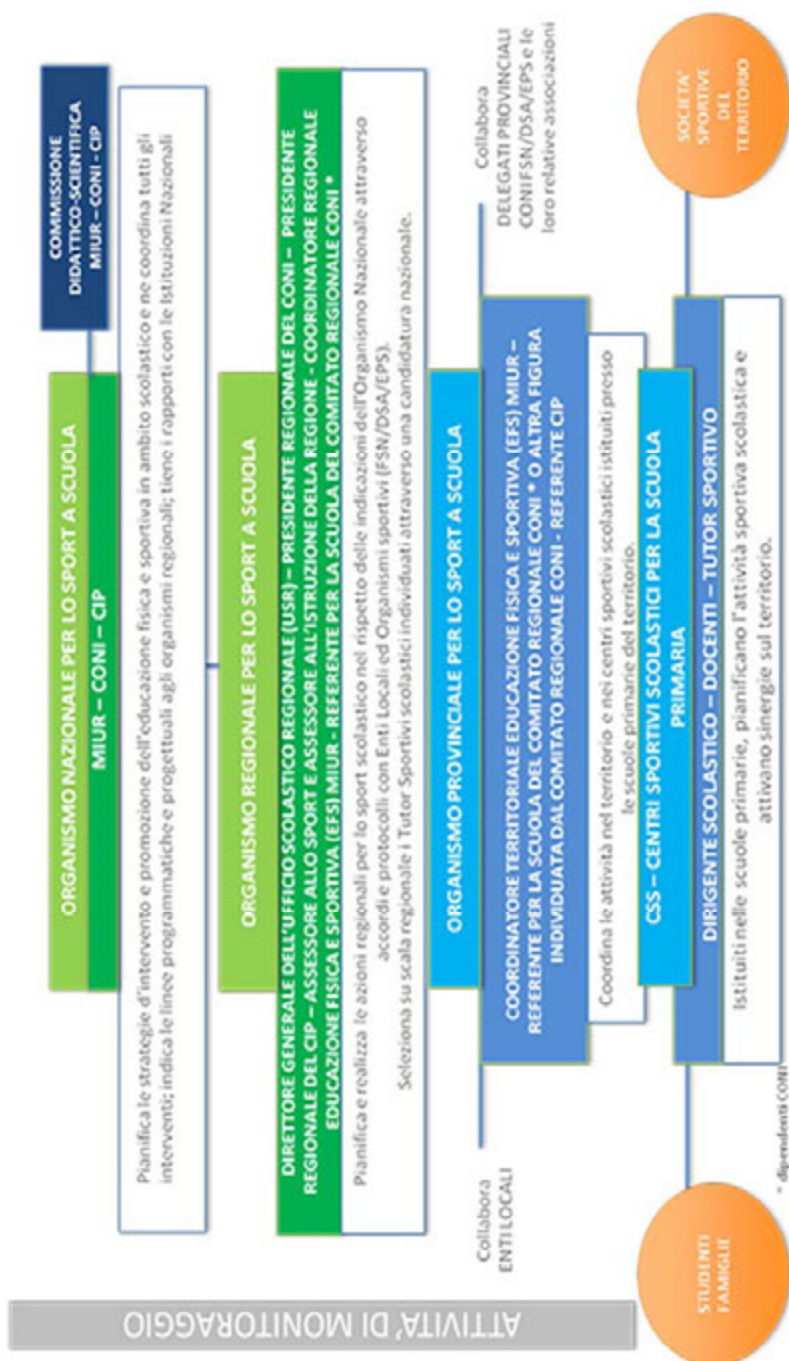 COMMISSIONE
DIDATTICO-SCIENTIFICA
MIUR – CONI - CIP
ORGANISMO NAZIONALE PER LO SPORT A SCUOLA
MIUR – CONI – CIP
Pianifica le strategie d'intervento e promozione dell'educazione fisica e sportiva in ambito scolastico e ne coordina tutti gli
interventi; indica le linee programmatiche e progettuali agli organismi regionali; tiene i rapporti con le Istituzioni Nazionali
ORGANISMO REGIONALE PER LO SPORT A SCUOLA
DIRETTORE GENERALE DELL'UFFICIO SCOLASTICO REGIONALE (USR) – PRESIDENTE REGIONALE DEL CONI – PRESIDENTE
REGIONALE DEL CIP – ASSESSORE ALLO SPORT E ASSESSORE ALL'ISTRUZIONE DELLA REGIONE - COORDINATORE REGIONALE
EDUCAZIONE FISICA E SPORTIVA (EFS) MIUR - REFERENTE PER LA SCUOLA DEL COMITATO REGIONALE CONI *
Pianifica e realizza le azioni regionali per lo sport scolastico nel rispetto delle indicazioni dell'Organismo Nazionale attraverso
accordi e protocolli con Enti Locali ed Organismi sportivi (FSN/DSA/EPS).
Seleziona su scala regionale i Tutor Sportivi scolastici individuati attraverso una candidatura nazionale.
ORGANISMO PROVINCIALE PER LO SPORT A SCUOLA
Collabora
ENTI LOCALI
Collabora
DELEGATI PROVINCIALI
CONI FSN/DSA/EPS e le
loro relative associazioni
COORDINATORE TERRITORIALE EDUCAZIONE FISICA E SPORTIVA (EFS) MIUR –
REFERENTE PER LA SCUOLA DEL COMITATO REGIONALE CONI * O ALTRA FIGURA
INDIVIDUATA DAL COMITATO REGIONALE CONI - REFERENTE CIP
Coordina le attività nel territorio e nei centri sportivi scolastici istituiti presso
le scuole primarie del territorio.
CSS – CENTRI SPORTIVI SCOLASTICI PER LA SCUOLA
PRIMARIA
DIRIGENTE SCOLASTICO – DOCENTI – TUTOR SPORTIVO
Istituiti nelle scuole primarie, pianificano l'attività sportiva scolastica e
attivano sinergie sul territorio.
STUDENTI
FAMIGLIE
SOCIETA'
SPORTIVE
DEL
TERRITORIO
* dipendenti CONI
ATTIVITA' DI MONITORAGGIO